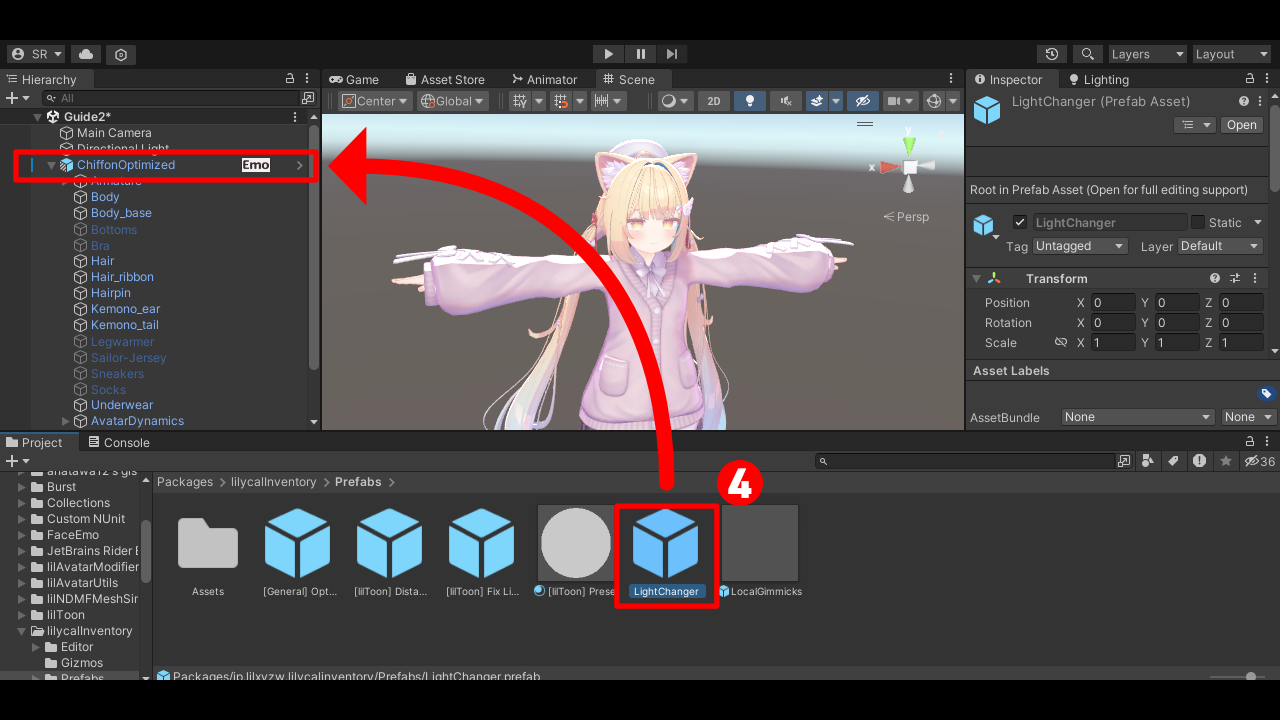 SR
Layers
Layout
Hierarchy
All
Guide2*
Main Camera
Directional Light
ChiffonOptimized
Emo
Armature
Body
Body_base
Bottoms
Bra
Hair
Hair_ribbon
Hairpin
Kemono_ear
Kemono_tail
Legwarmer
Sailor-Jersey
Sneakers
Socks
Underwear
AvatarDynamics
Game
Asset Store
Animator
Scene
Center
Global
2D
y
x
Persp
Inspector
Lighting
LightChanger (Prefab Asset)
Open
Root in Prefab Asset (Open for full editing support)
LightChanger
Static
Tag Untagged
Layer Default
Transform
Position X 0 Y 0 Z 0
Rotation X 0 Y 0 Z 0
Scale X 1 Y 1 Z 1
Asset Labels
AssetBundle None None
Project
Console
36
anatawa12's gis
Burst
Collections
Custom NUnit
FaceEmo
JetBrains Rider E
lilAvatarModifier
lilAvatarUtils
lilNDMFMeshSir
lilToon
lilycalInventory
Editor
Gizmos
Prefabs
Packages > lilycalInventory > Prefabs >
4
Assets
[General] Opt...
[lilToon] Dista...
[lilToon] Fix Li...
[lilToon] Prese
LightChanger
LocalGimmicks
Packages/jp.lilxyzw.lilycalinventory/Prefabs/LightChanger.prefab